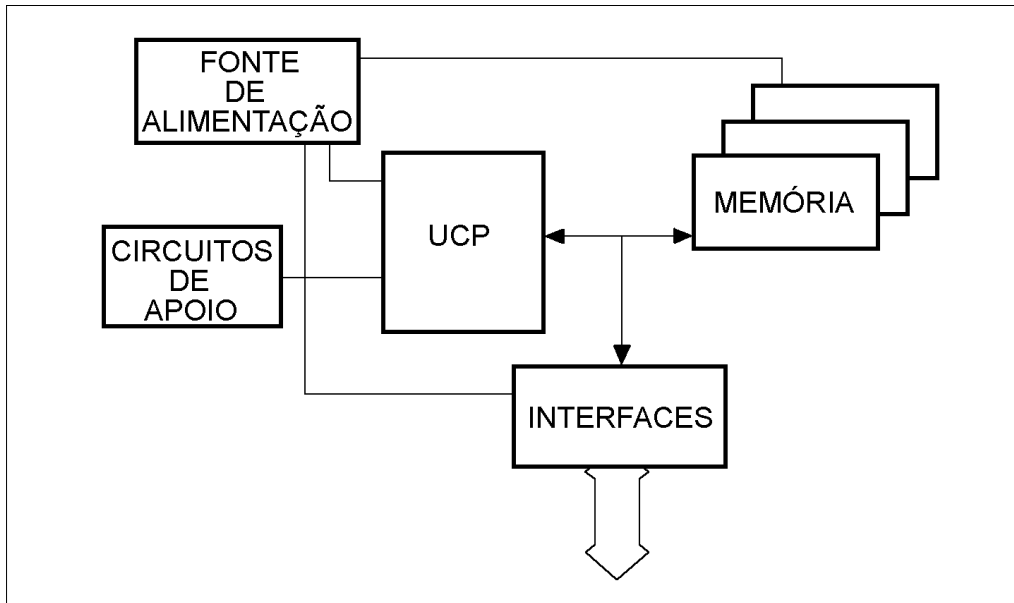 FONTE
DE
ALIMENTAÇÃO
UCP
MEMÓRIA
CIRCUITOS
DE
APOIO
INTERFACES